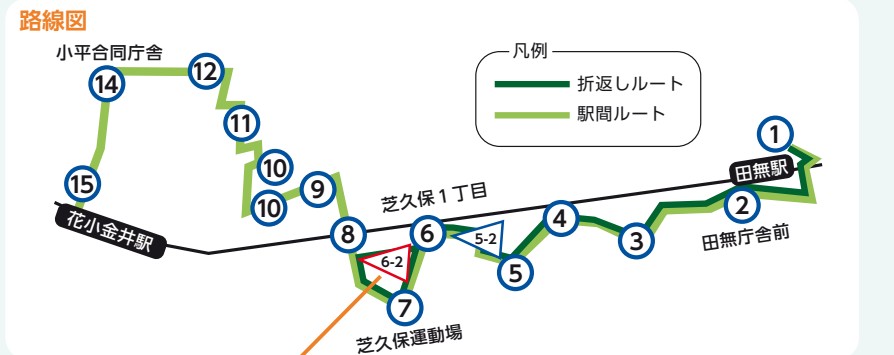 路線図
小平合同庁舎
凡例
折返しルート
駅間ルート
14
12
11
10
10
9
15
花小金井駅
8
芝久保1丁目
6
6-2
7
芝久保運動場
5-2
5
4
3
2
田無庁舎前
田無駅
1